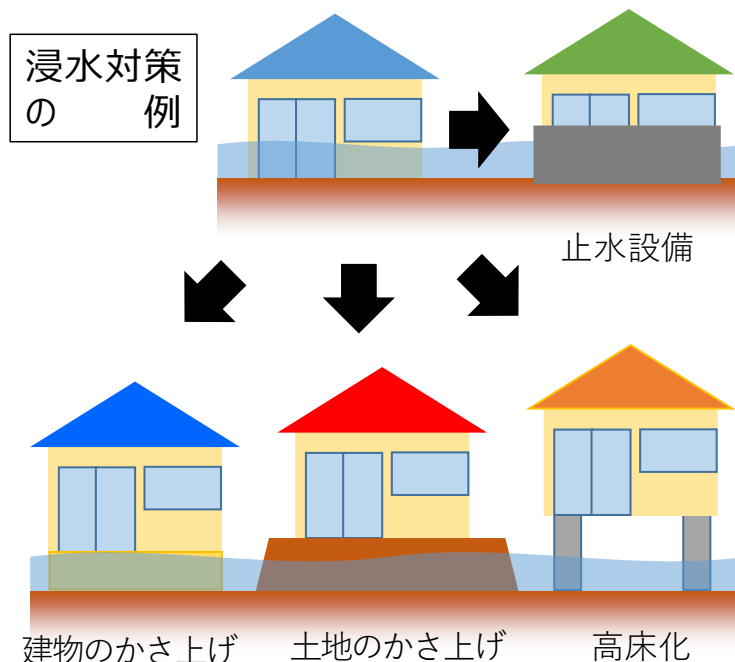 浸水対策
の 例
止水設備
建物のかさ上げ
土地のかさ上げ
高床化